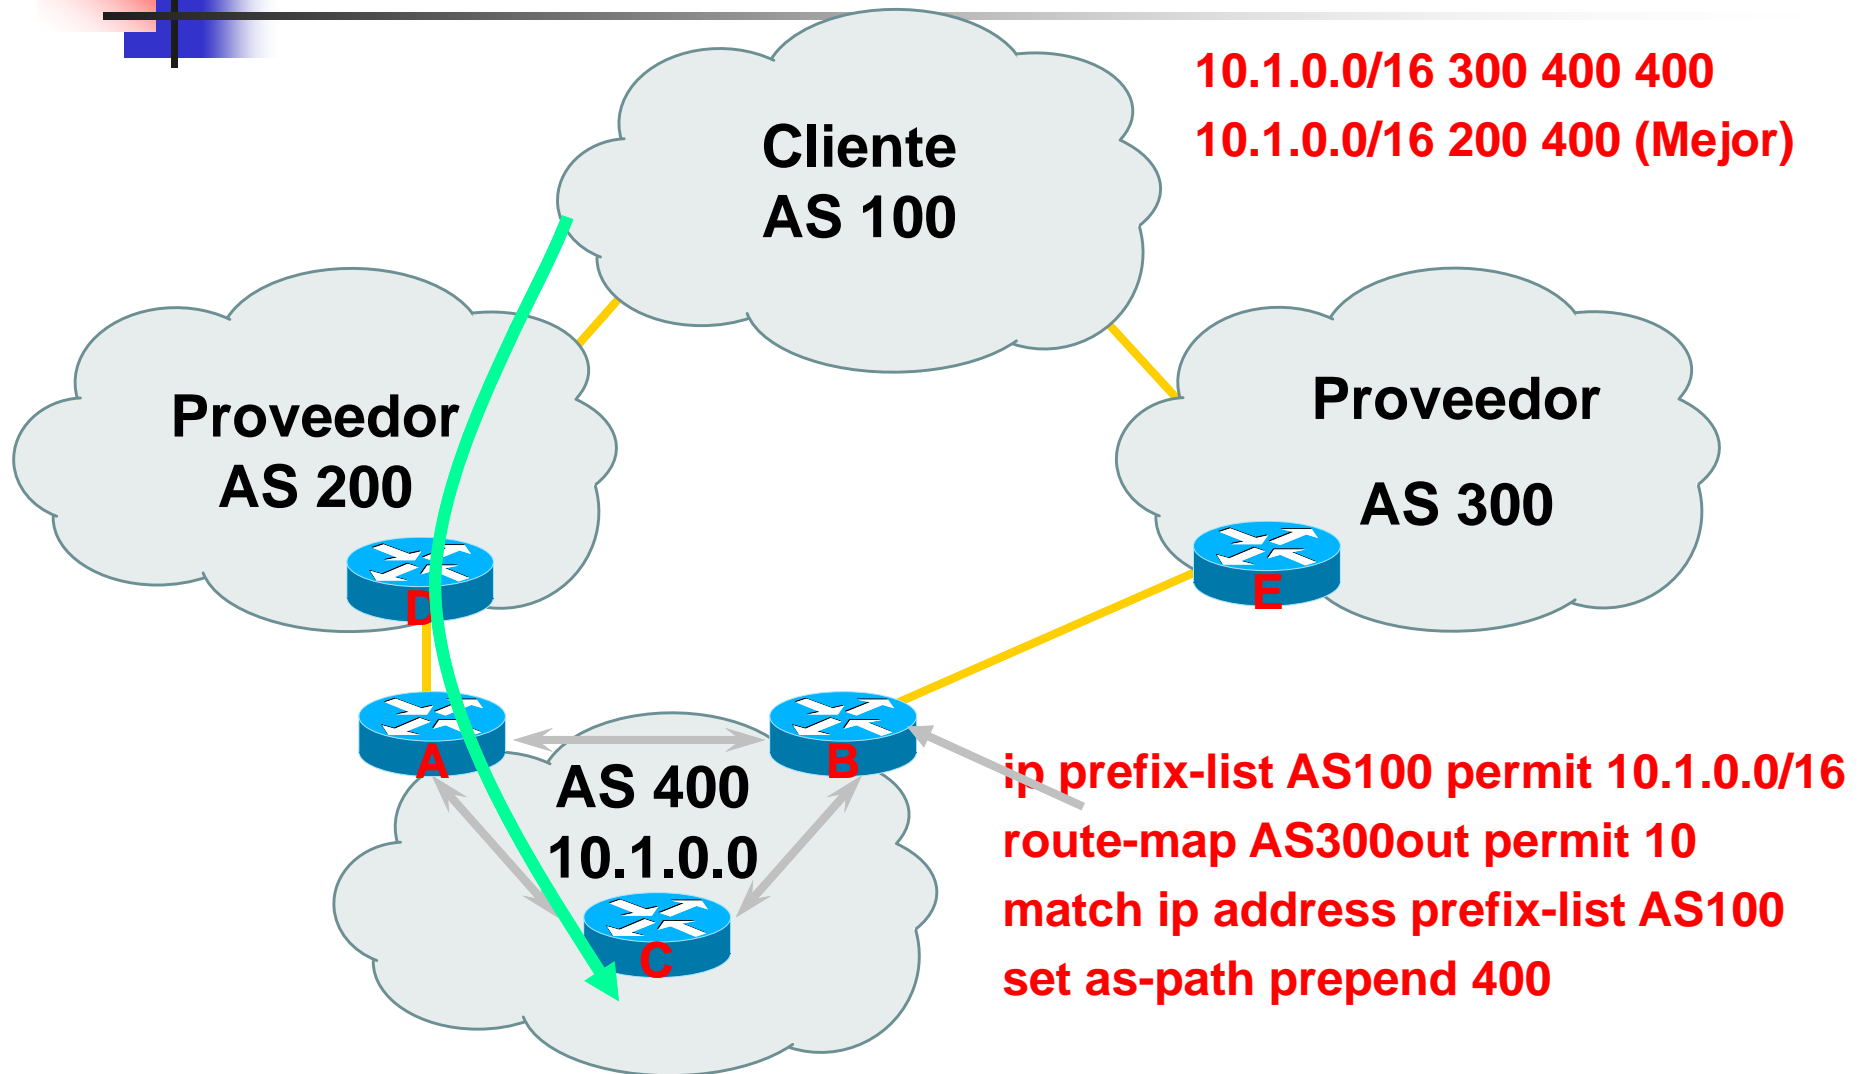 10.1.0.0/16 300 400 400
10.1.0.0/16 200 400 (Mejor)
Cliente
AS 100
Proveedor
AS 200
Proveedor
AS 300
D
E
A
B
AS 400
10.1.0.0
C
ip prefix-list AS100 permit 10.1.0.0/16
route-map AS300out permit 10
match ip address prefix-list AS100
set as-path prepend 400